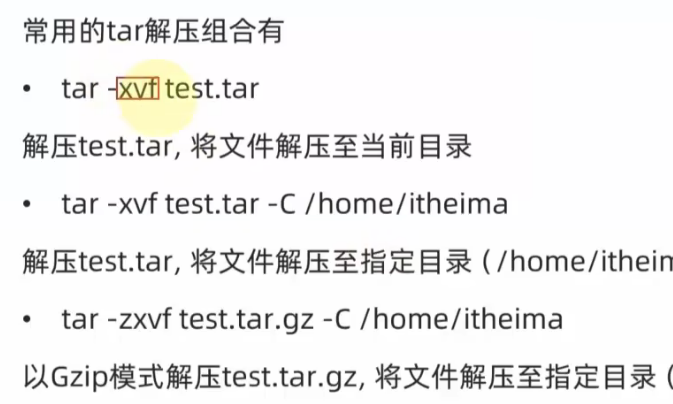 常用的tar解压组合有
• tar -xvf test.tar
解压test.tar, 将文件解压至当前目录
• tar -xvf test.tar -C /home/itheima
解压test.tar, 将文件解压至指定目录 ( /home/ithein
• tar -zxvf test.tar.gz -C /home/itheima
以Gzip模式解压test.tar.gz, 将文件解压至指定目录 (